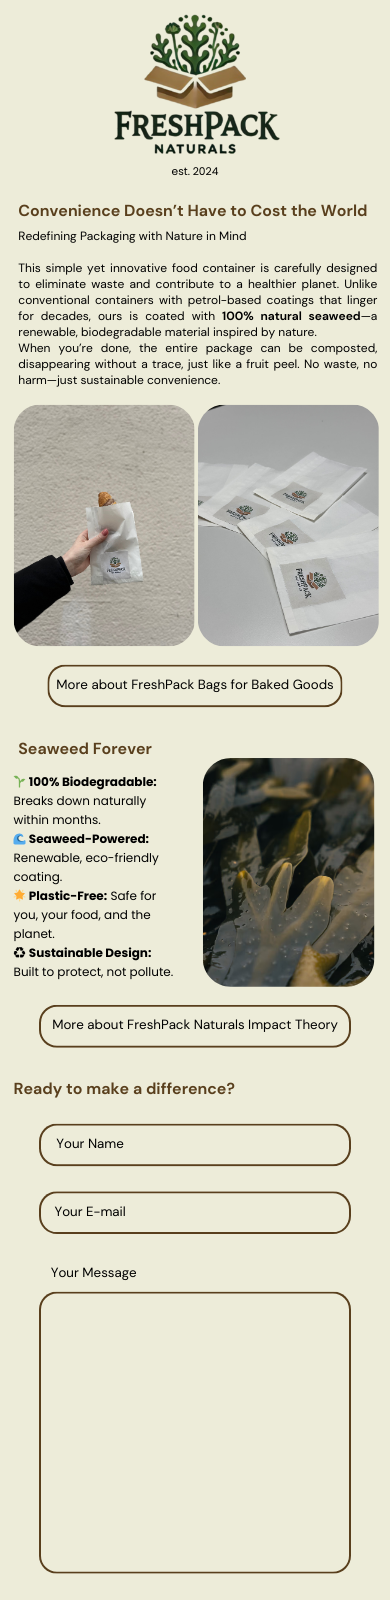 FRESHPACK
NATURALS
est. 2024
Convenience Doesn’t Have to Cost the World
Redefining Packaging with Nature in Mind
This simple yet innovative food container is carefully designed
to eliminate waste and contribute to a healthier planet. Unlike
conventional containers with petrol-based coatings that linger
for decades, ours is coated with 100% natural seaweed—a
renewable, biodegradable material inspired by nature.
When you’re done, the entire package can be composted,
disappearing without a trace, just like a fruit peel. No waste, no
harm—just sustainable convenience.
FRESHPACK
FRESHPACK
FRESHPACK
FRESHPACK
FRESHPACK
More about FreshPack Bags for Baked Goods
Seaweed Forever
🌱 100% Biodegradable:
Breaks down naturally
within months.
🌊 Seaweed-Powered:
Renewable, eco-friendly
coating.
⭐ Plastic-Free: Safe for
you, your food, and the
planet.
♻ Sustainable Design:
Built to protect, not pollute.
More about FreshPack Naturals Impact Theory
Ready to make a difference?
Your Name
Your E-mail
Your Message